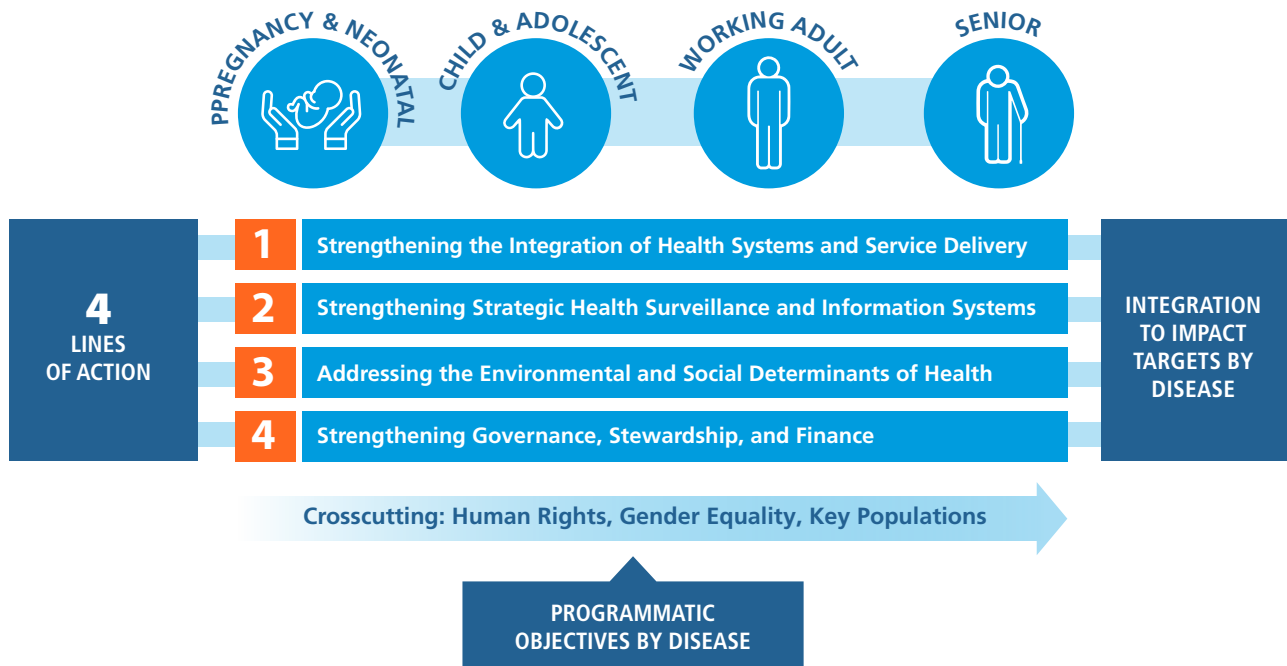 PPREGNANCY & NEONATAL
CHILD & ADOLESCENT
WORKING ADULT
SENIOR
4
LINES
OF ACTION
1
Strengthening the Integration of Health Systems and Service Delivery
2
Strengthening Strategic Health Surveillance and Information Systems
3
Addressing the Environmental and Social Determinants of Health
4
Strengthening Governance, Stewardship, and Finance
INTEGRATION
TO IMPACT
TARGETS BY
DISEASE
Crosscutting: Human Rights, Gender Equality, Key Populations
PROGRAMMATIC
OBJECTIVES BY DISEASE